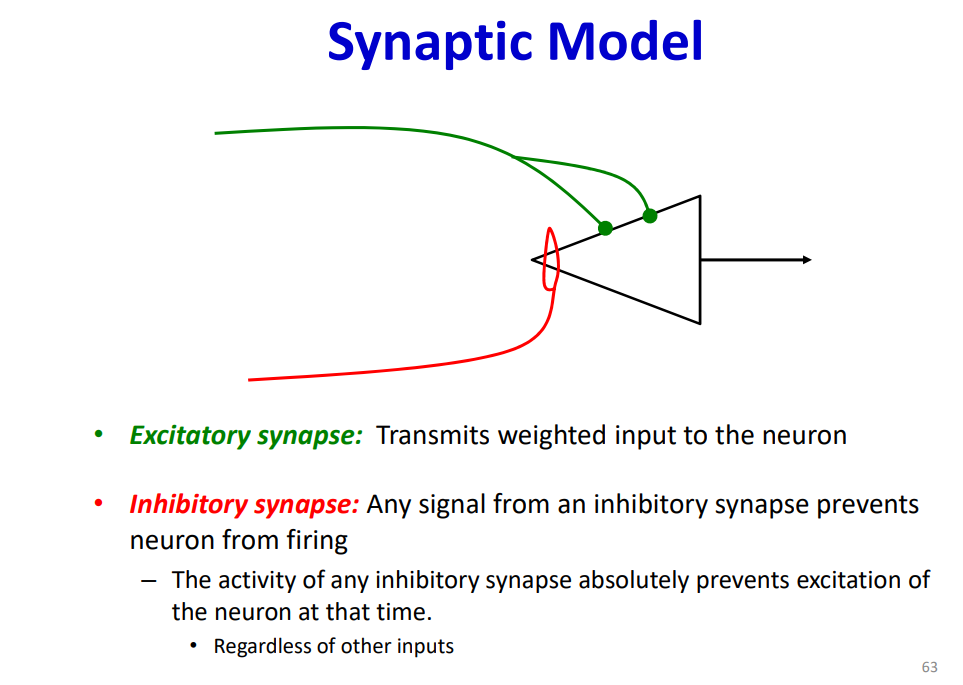 Synaptic Model
• Excitatory synapse: Transmits weighted input to the neuron
• Inhibitory synapse: Any signal from an inhibitory synapse prevents
neuron from firing
– The activity of any inhibitory synapse absolutely prevents excitation of
the neuron at that time.
• Regardless of other inputs
63